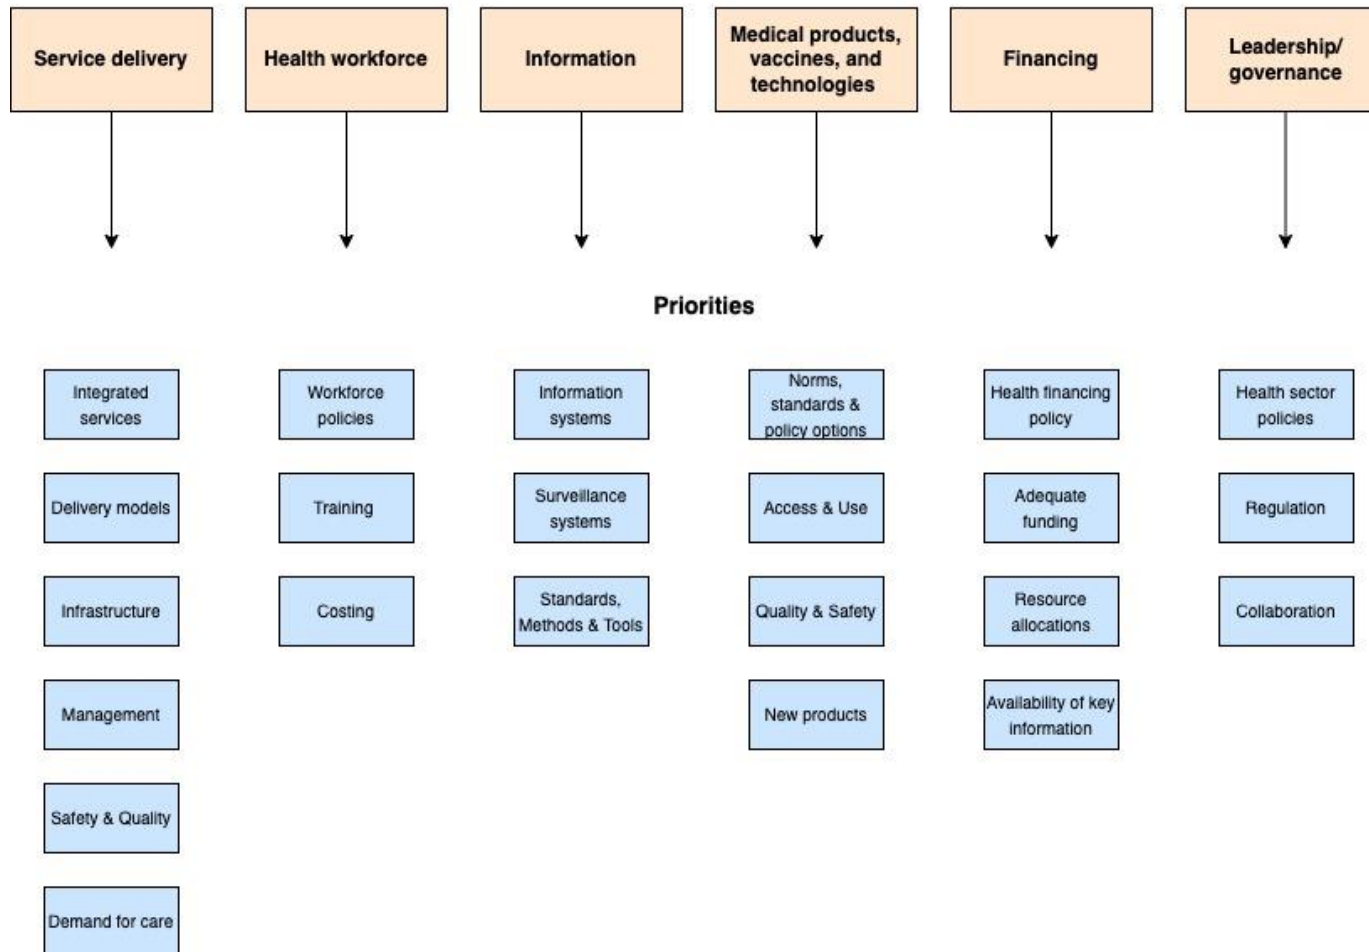 Service delivery
Health workforce
Information
Medical products,
vaccines, and
technologies
Financing
Leadership/
governance
Priorities
Integrated
services
Workforce
policies
Information
systems
Norms,
standards &
policy options
Health financing
policy
Health sector
policies
Delivery models
Training
Surveillance
systems
Access & Use
Adequate
funding
Regulation
Infrastructure
Costing
Standards,
Methods & Tools
Quality & Safety
Resource
allocations
Collaboration
Management
New products
Availability of key
information
Safety & Quality
Demand for care